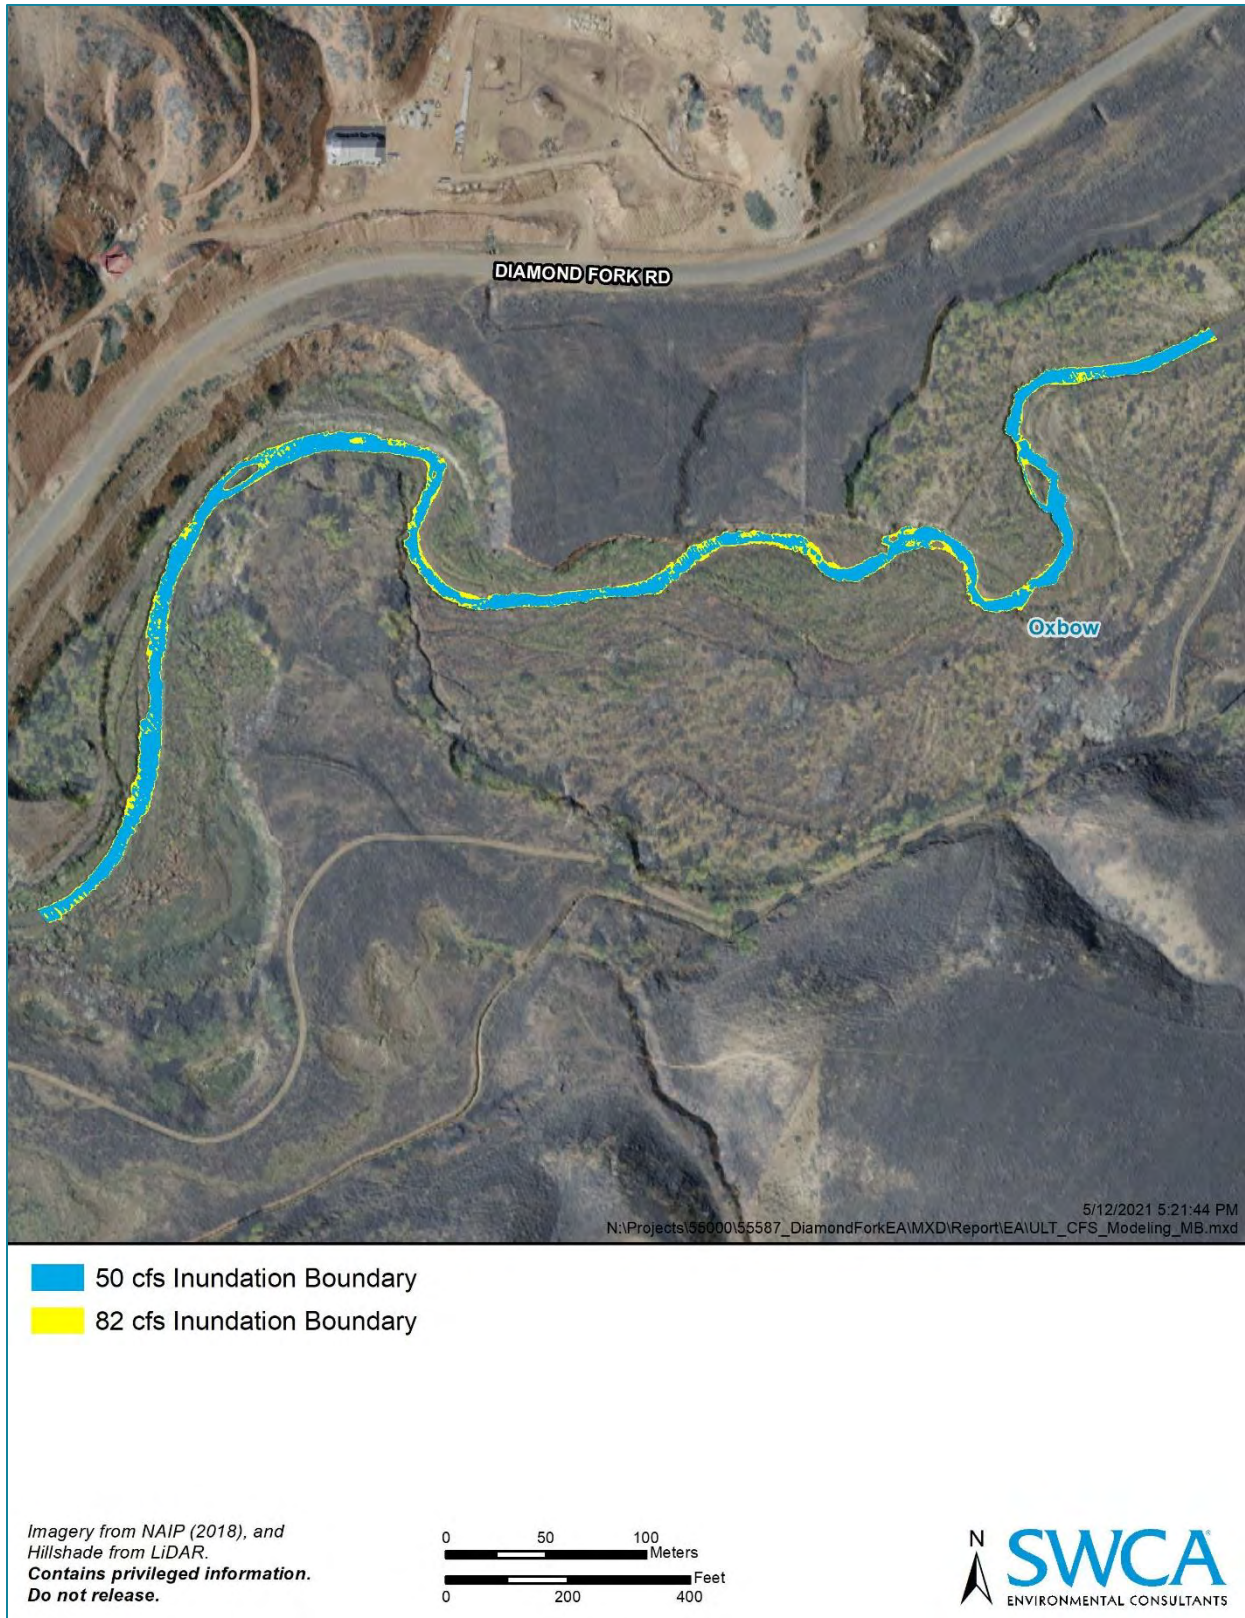 DIAMOND FORK RD
Oxbow
5/12/2021 5:21:44 PM
N:\Projects\55000\55587_DiamondForkEA\MXD\Report\EA\ULT_CFS_Modeling_MB.mxd
50 cfs Inundation Boundary
82 cfs Inundation Boundary
Imagery from NAIP (2018), and
Hillshade from LiDAR.
Contains privileged information.
Do not release.
0 50 100
Meters
Feet
0 200 400
N
SWCA®
ENVIRONMENTAL CONSULTANTS